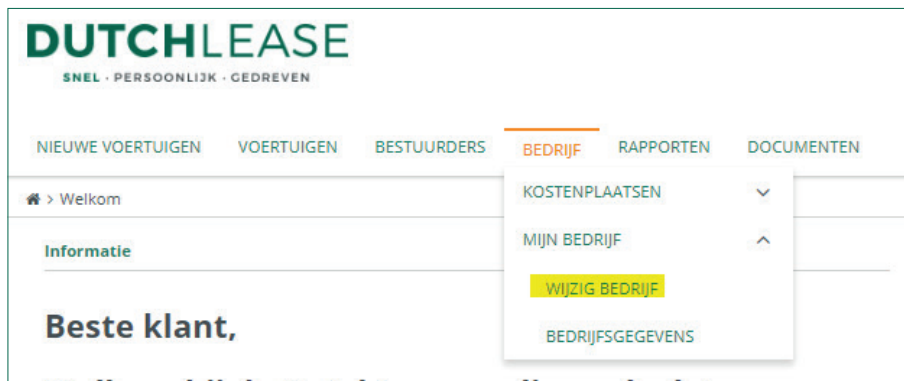 DUTCHLEASE
SNEL · PERSOONLIJK · GEDREVEN
NIEUWE VOERTUIGEN VOERTUIGEN BESTUURDERS BEDRIJF RAPPORTEN DOCUMENTEN
> Welkom
KOSTENPLAATSEN
MIJN BEDRIJF
WIJZIG BEDRIJF
BEDRIJFSGEGEVENS
Informatie
Beste klant,